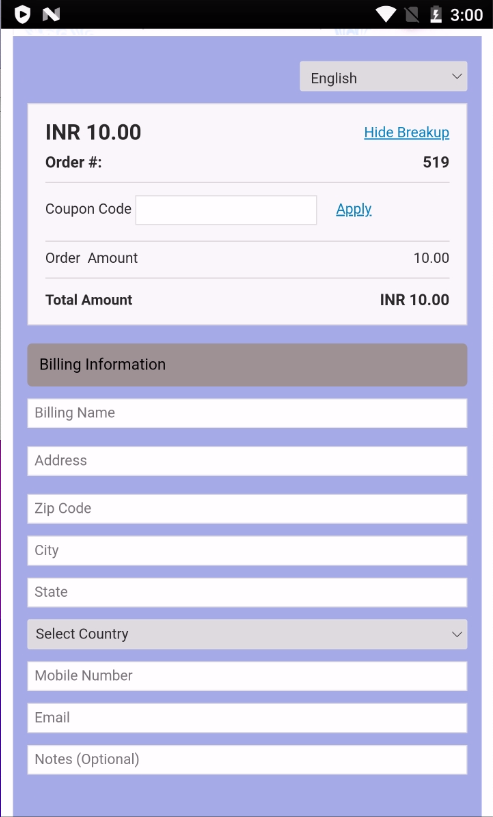 3:00
English
INR 10.00 Hide Breakup
Order #: 519
Coupon Code Apply
Order Amount 10.00
Total Amount INR 10.00
Billing Information
Billing Name
Address
Zip Code
City
State
Select Country
Mobile Number
Email
Notes (Optional)